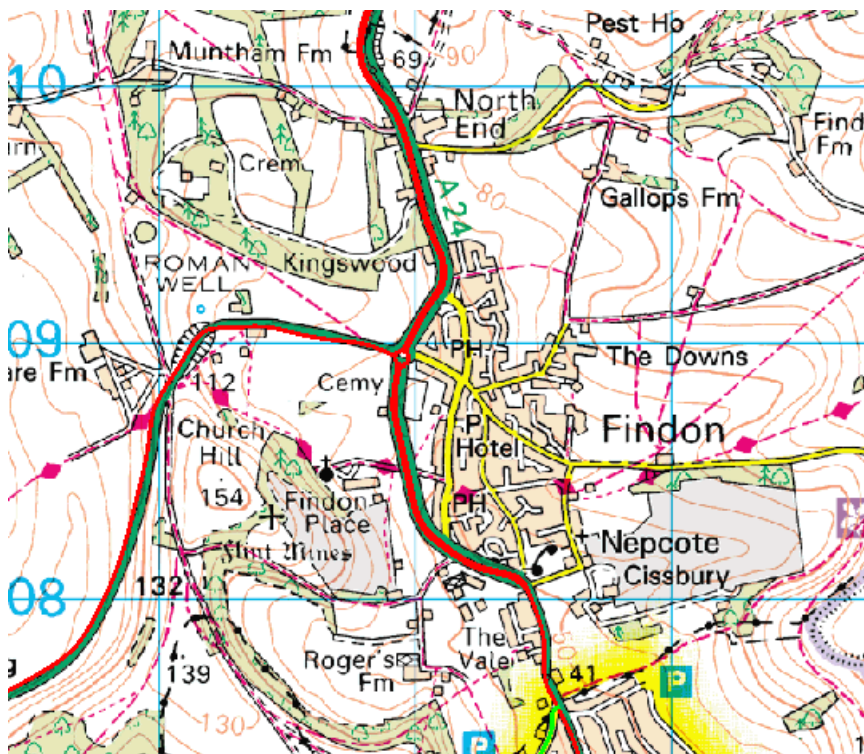 Pest Ho
Muntham Fm
69
90
10
North
End
Find
Fm
Crem
A 24
80
Gallops Fm
ROMAN
WELL
Kingswood
09
PH
The Downs
are Fm
112
Cemy
Church
Hill
P
Hotel
Findon
154
Findon
Place
PH
Flint Mines
Nepcote
Cissbury
08
132
The
Vale
Roger's
Fm
139
41
P
130
P